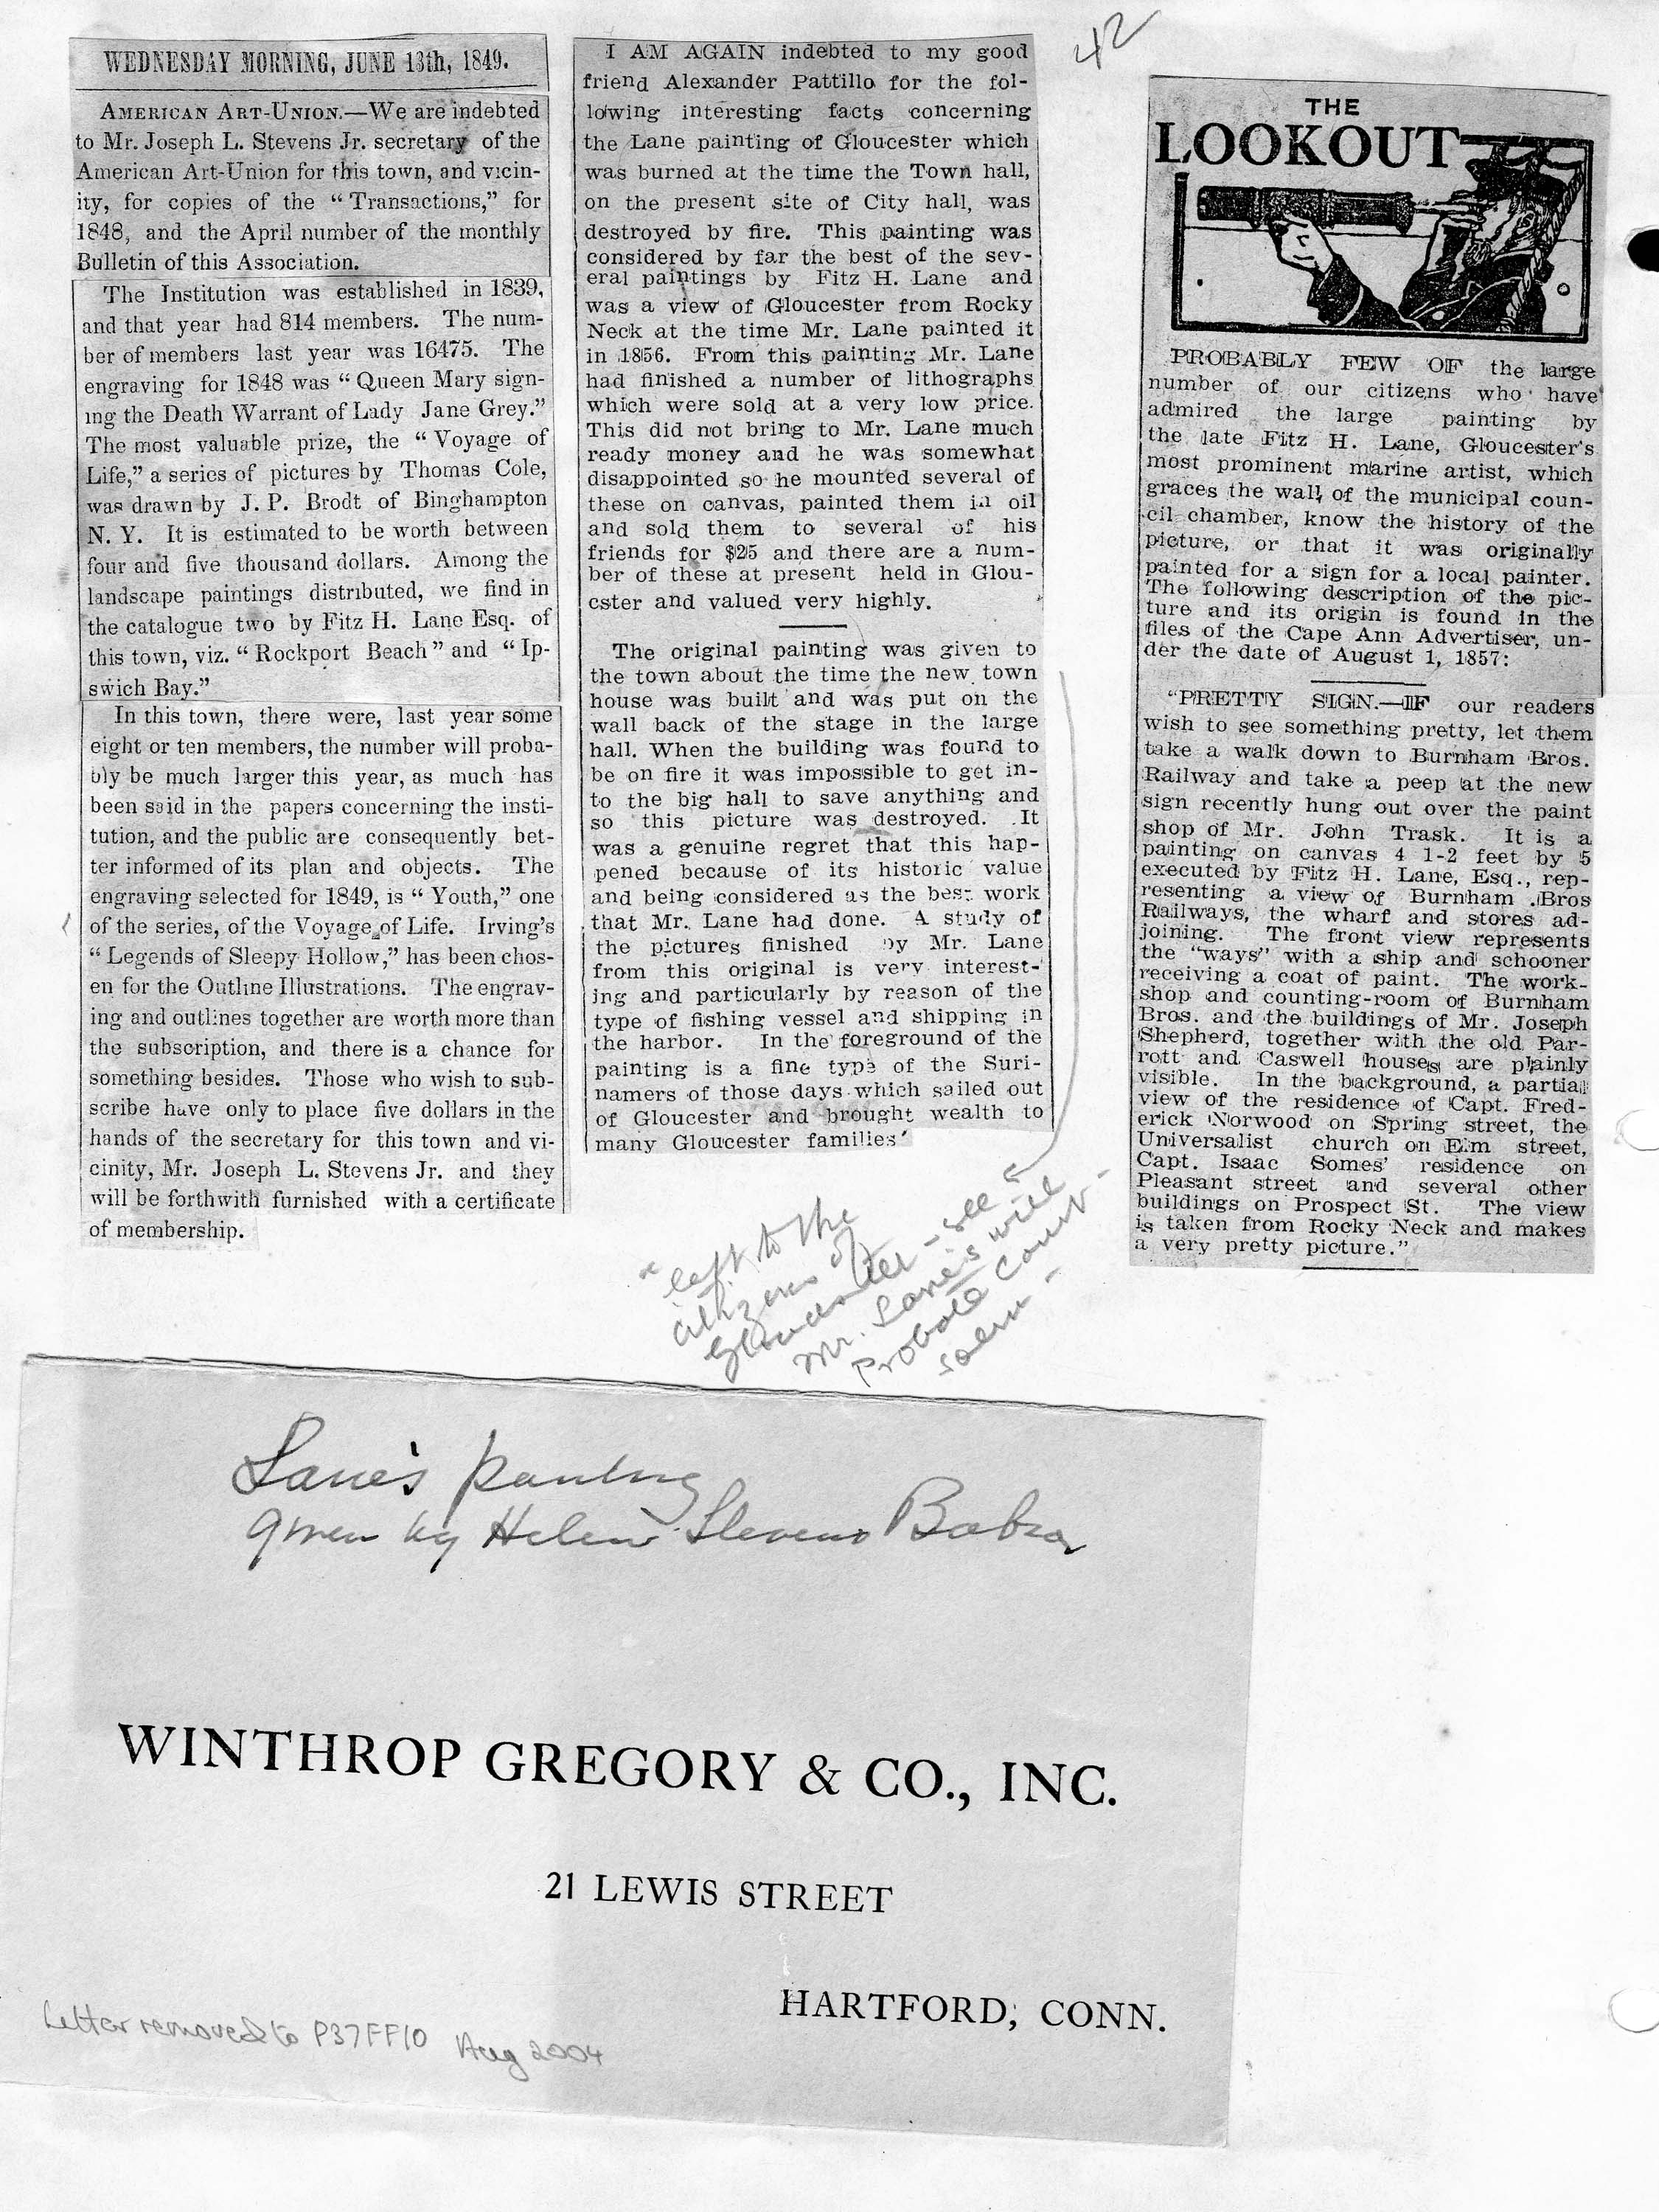 42
WEDNESDAY MORNING, JUNE 13th, 1849.
AMERICAN ART-UNION.—We are indebted
to Mr. Joseph L. Stevens Jr. secretary of the
American Art-Union for this town, and vicin-
ity, for copies of the “Transactions,” for
1848, and the April number of the monthly
Bulletin of this Association.
The Institution was established in 1839,
and that year had 814 members. The num-
ber of members last year was 16475. The
engraving for 1848 was “Queen Mary sign-
ing the Death Warrant of Lady Jane Grey.”
The most valuable prize, the “Voyage of
Life,” a series of pictures by Thomas Cole,
was drawn by J. P. Brodt of Binghampton
N. Y. It is estimated to be worth between
four and five thousand dollars. Among the
landscape paintings distributed, we find in
the catalogue two by Fitz H. Lane Esq. of
this town, viz. “Rockport Beach” and “Ip-
swich Bay.”
In this town, there were, last year some
eight or ten members, the number will proba-
bly be much larger this year, as much has
been said in the papers concerning the insti-
tution, and the public are consequently bet-
ter informed of its plan and objects. The
engraving selected for 1849, is “Youth,” one
of the series, of the Voyage of Life. Irving's
“Legends of Sleepy Hollow,” has been chos-
en for the Outline Illustrations. The engrav-
ing and outlines together are worth more than
the subscription, and there is a chance for
something besides. Those who wish to sub-
scribe have only to place five dollars in the
hands of the secretary for this town and vi-
cinity, Mr. Joseph L. Stevens Jr. and they
will be forthwith furnished with a certificate
of membership.
I AM AGAIN indebted to my good
friend Alexander Pattillo for the fol-
lowing interesting facts concerning
the Lane painting of Gloucester which
was burned at the time the Town hall,
on the present site of City hall, was
destroyed by fire. This painting was
considered by far the best of the sev-
eral paintings by Fitz H. Lane and
was a view of Gloucester from Rocky
Neck at the time Mr. Lane painted it
in 1856. From this painting Mr. Lane
had finished a number of lithographs
which were sold at a very low price.
This did not bring to Mr. Lane much
ready money and he was somewhat
disappointed so he mounted several of
these on canvas, painted them in oil
and sold them to several of his
friends for $25 and there are a num-
ber of these at present held in Glou-
cster and valued very highly.
The original painting was given to
the town about the time the new town
house was built and was put on the
wall back of the stage in the large
hall. When the building was found to
be on fire it was impossible to get in-
to the big hall to save anything and
so this picture was destroyed. It
was a genuine regret that this hap-
pened because of its historic value
and being considered as the best work
that Mr. Lane had done. A study of
the pictures finished by Mr. Lane
from this original is very interest-
ing and particularly by reason of the
type of fishing vessel and shipping in
the harbor. In the foreground of the
painting is a fine type of the Suri-
namers of those days which sailed out
of Gloucester and brought wealth to
many Gloucester families
"left to the
citizens of
Gloucester - see
Mr. Lane's will
Probate Court -
Salem -
THE
LOOKOUT
PROBABLY FEW OF the large
number of our citizens who have
admired the large painting by
the late Fitz H. Lane, Gloucester's
most prominent marine artist, which
graces the wall of the municipal coun-
cil chamber, know the history of the
picture, or that it was originally
painted for a sign for a local painter.
The following description of the pic-
ture and its origin is found in the
files of the Cape Ann Advertiser, un-
der the date of August 1, 1857:
“PRETTY SIGN.—IF our readers
wish to see something pretty, let them
take a walk down to Burnham Bros.
Railway and take a peep at the new
sign recently hung out over the paint
shop of Mr. John Trask. It is a
painting on canvas 4 1-2 feet by 5
executed by Fitz H. Lane, Esq., rep-
resenting a view of Burnham Bros
Railways, the wharf and stores ad-
joining. The front view represents
the “ways” with a ship and schooner
receiving a coat of paint. The work-
shop and counting-room of Burnham
Bros. and the buildings of Mr. Joseph
Shepherd, together with the old Par-
rott and Caswell houses are plainly
visible. In the background, a partial
view of the residence of Capt. Fred-
erick Norwood on Spring street, the
Universalist church on Elm street,
Capt. Isaac Somes' residence on
Pleasant street and several other
buildings on Prospect St. The view
is taken from Rocky Neck and makes
a very pretty picture.”
Lane's painting
given by Helen Stevens Babson
WINTHROP GREGORY & CO., INC.
21 LEWIS STREET
HARTFORD, CONN.
Letter removed to P37FF10 Aug 2004